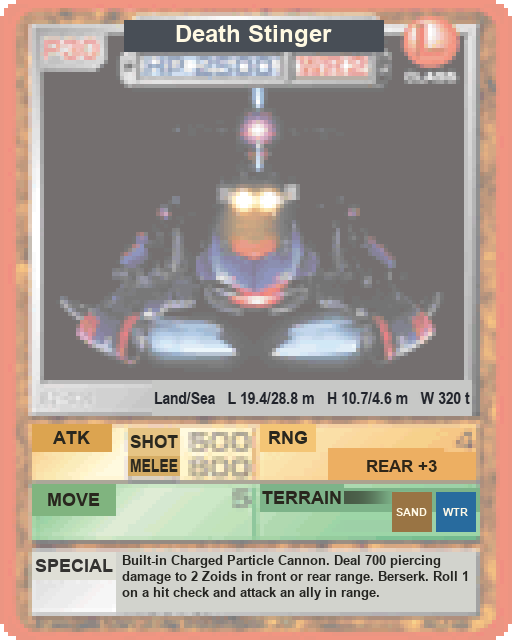 Death Stinger
P30
HP.2500
L
CLASS
Land/Sea L 19.4/28.8 m H 10.7/4.6 m W 320 t
ATK SHOT 500 RNG 4
MELEE 800 REAR +3
MOVE 5 TERRAIN SAND WTR
SPECIAL
Built-in Charged Particle Cannon. Deal 700 piercing
damage to 2 Zoids in front or rear range. Berserk. Roll 1
on a hit check and attack an ally in range.